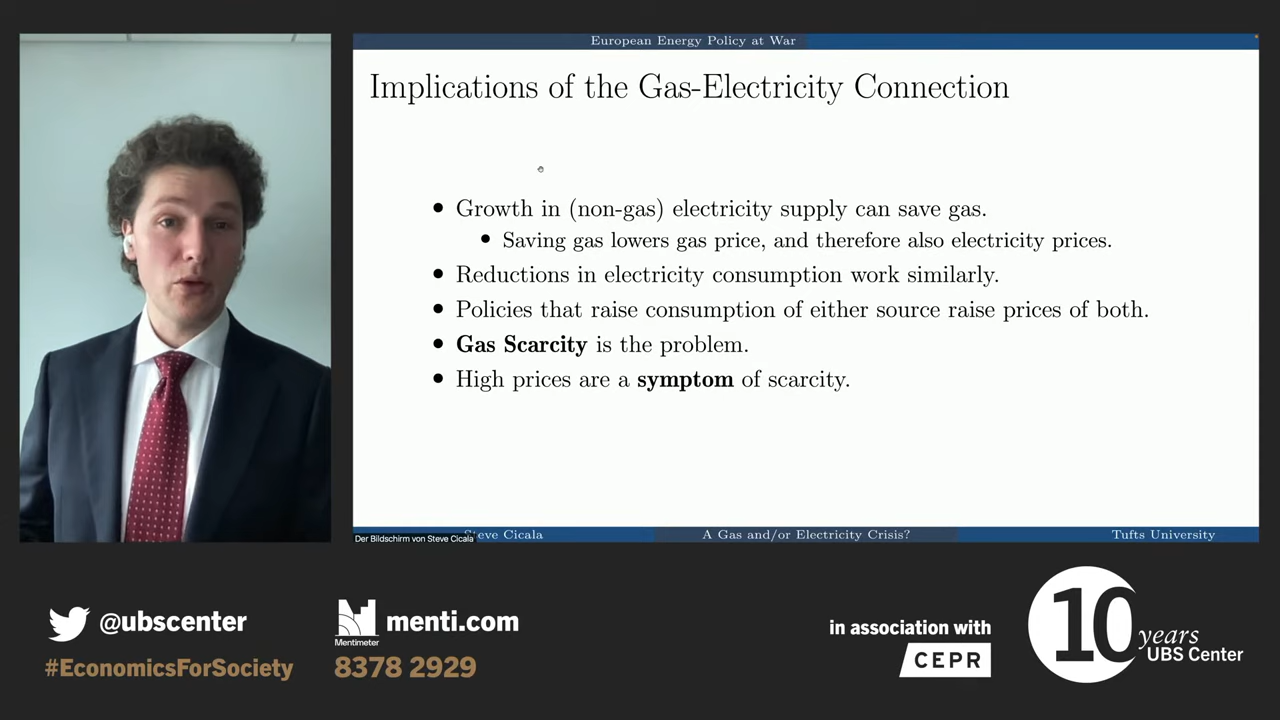 European Energy Policy at War
Implications of the Gas-Electricity Connection
• Growth in (non-gas) electricity supply can save gas.
• Saving gas lowers gas price, and therefore also electricity prices.
• Reductions in electricity consumption work similarly.
• Policies that raise consumption of either source raise prices of both.
• Gas Scarcity is the problem.
• High prices are a symptom of scarcity.
Der Bildschirm von Steve Cicala
Steve Cicala
A Gas and/or Electricity Crisis?
Tufts University
@ubscenter
#EconomicsForSociety
Mentimeter
menti.com
8378 2929
in association with
CEPR
10 years
UBS Center